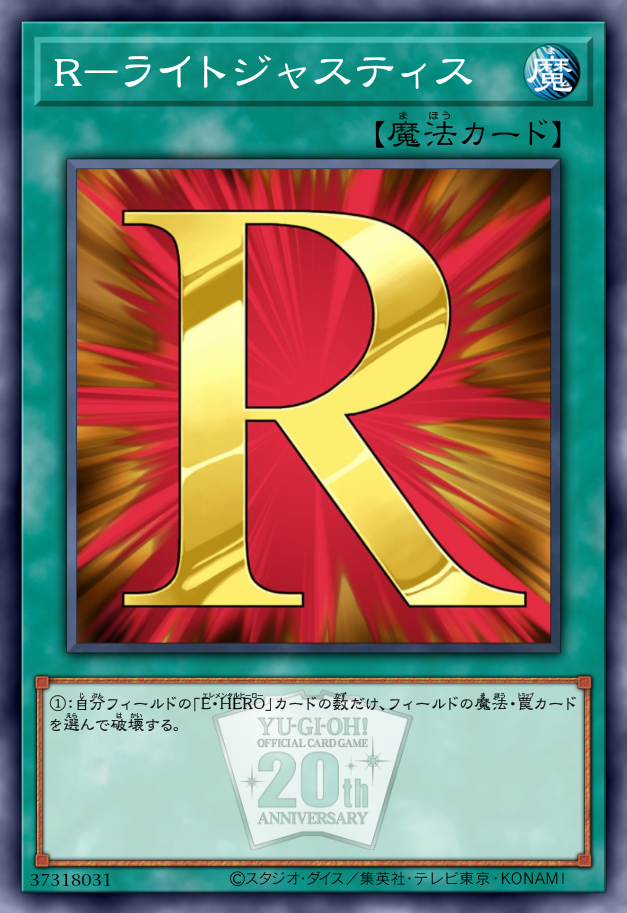 R－ライトジャスティス
魔
【魔法カード】
R
①：自分フィールドの「E・HERO」カードの数だけ、フィールドの魔法・罠カード
を選んで破壊する。
YU-GI-OH!
OFFICIAL CARD GAME
20th
ANNIVERSARY
37318031
©スタジオ・ダイス／集英社・テレビ東京・KONAMI